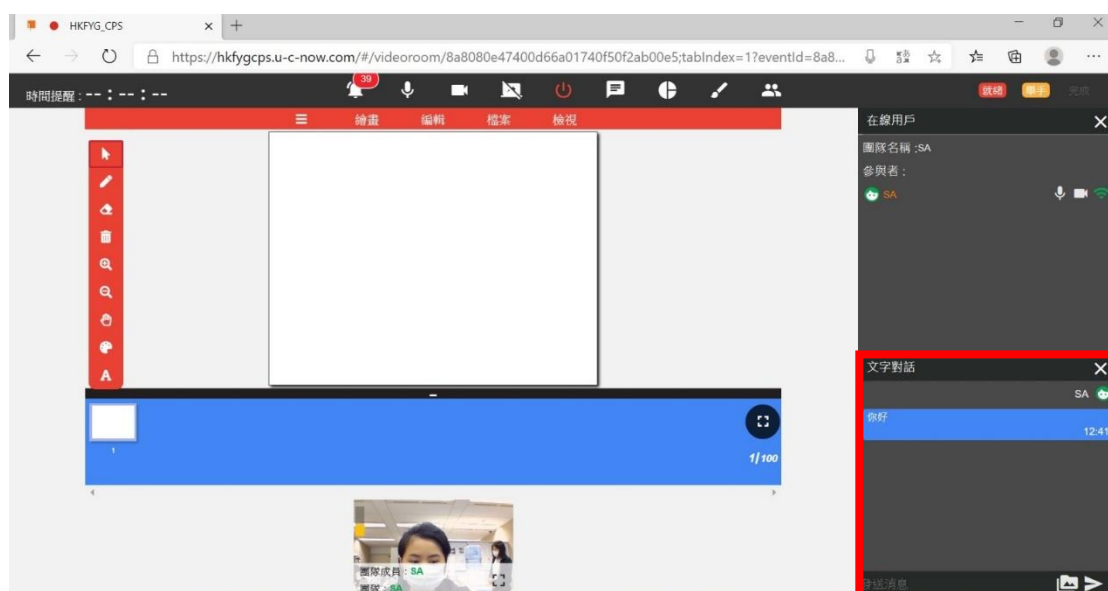 HKFYG_CPS
https://hkfygcps.u-c-now.com/#/videoroom/8a8080e47400d66a01740f50f2ab00e5;tabIndex=1?eventId=8a8...
時間提醒 : -- : -- : --
39
就緒 舉手 完成
繪畫 編輯 檔案 檢視
在線用戶
團隊名稱 :SA
參與者 :
SA
A
文字對話
SA
你好
12:41
1
1/100
團隊成員 : SA
團隊 : SA
發送消息